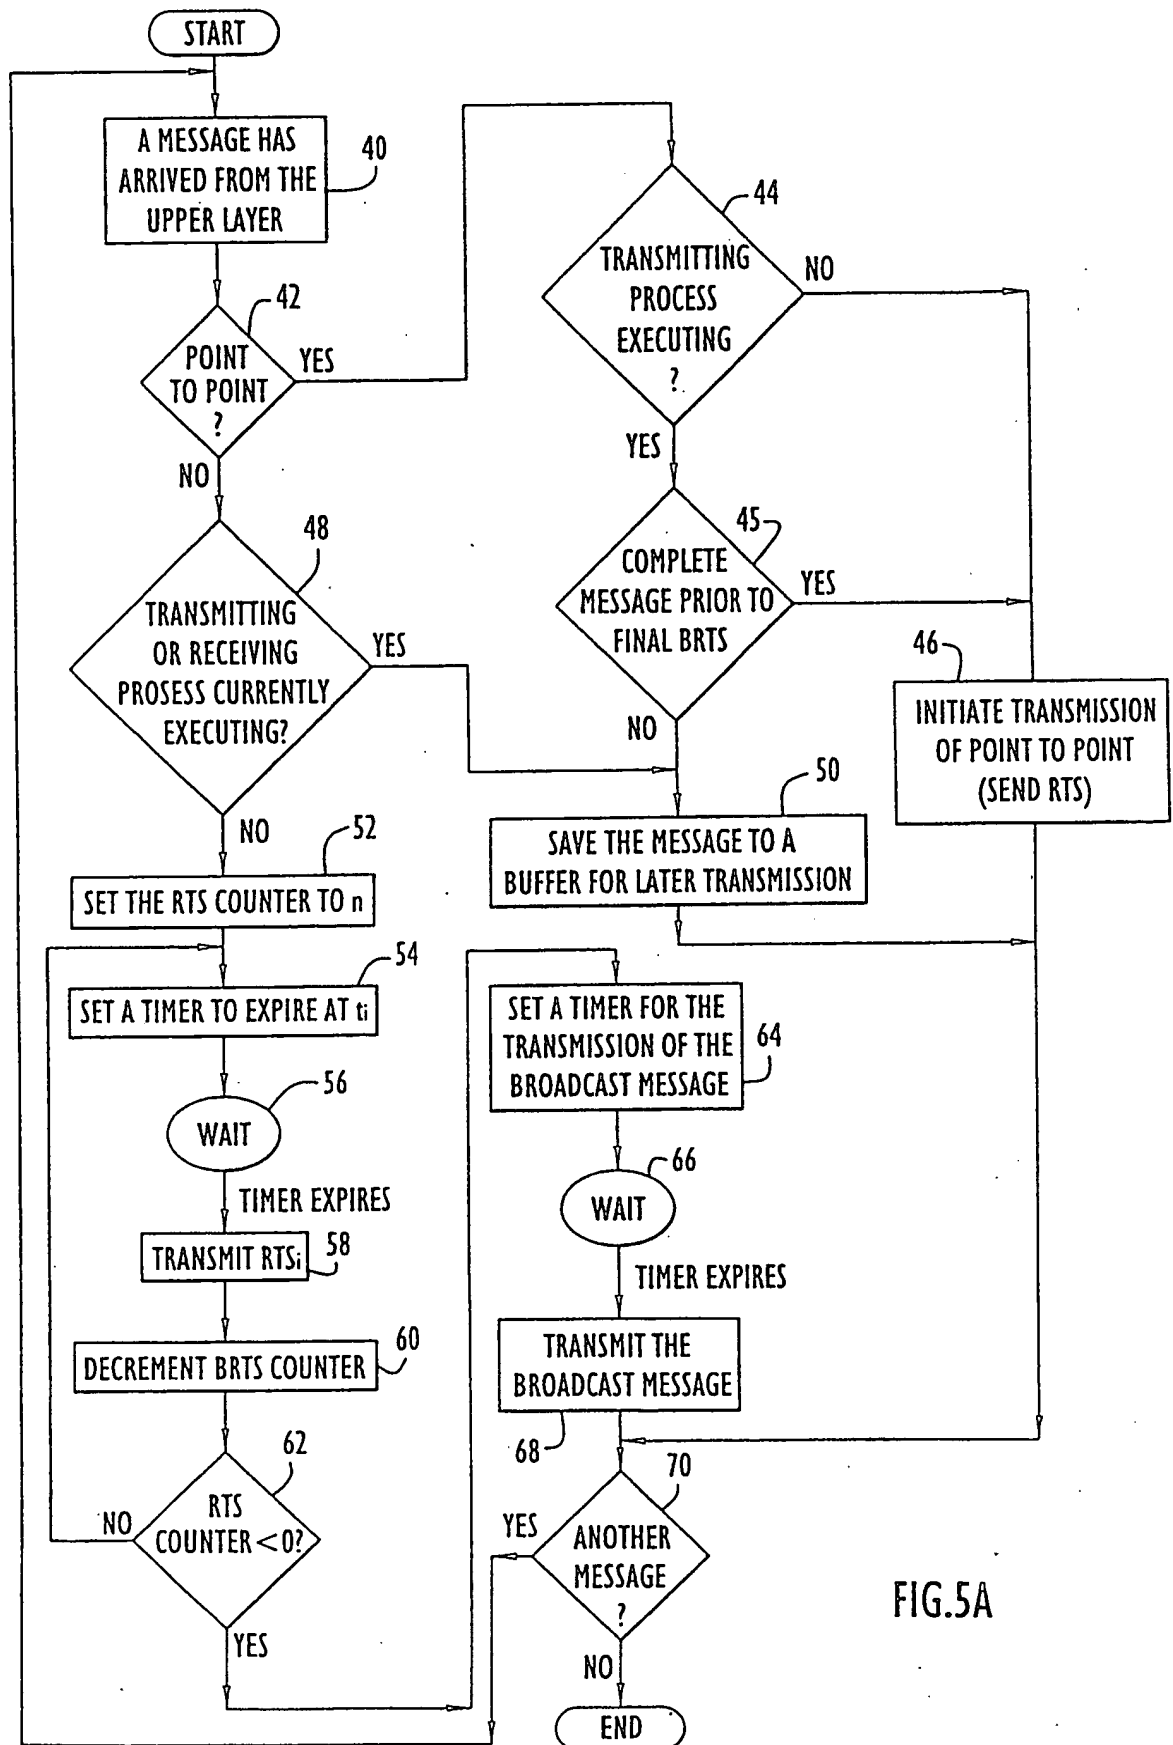 START
A MESSAGE HAS
ARRIVED FROM THE
UPPER LAYER
40
42
POINT
TO POINT
?
YES
NO
44
TRANSMITTING
PROCESS
EXECUTING
?
NO
YES
45
COMPLETE
MESSAGE PRIOR TO
FINAL BRTS
YES
NO
46
INITIATE TRANSMISSION
OF POINT TO POINT
(SEND RTS)
48
TRANSMITTING
OR RECEIVING
PROSESS CURRENTLY
EXECUTING?
YES
NO
50
SAVE THE MESSAGE TO A
BUFFER FOR LATER TRANSMISSION
52
SET THE RTS COUNTER TO n
54
SET A TIMER TO EXPIRE AT ti
56
WAIT
TIMER EXPIRES
TRANSMIT RTSi
58
DECREMENT BRTS COUNTER
60
62
RTS
COUNTER <0?
NO
YES
SET A TIMER FOR THE
TRANSMISSION OF THE
BROADCAST MESSAGE
64
66
WAIT
TIMER EXPIRES
TRANSMIT THE
BROADCAST MESSAGE
68
70
ANOTHER
MESSAGE
?
YES
NO
END
FIG.5A